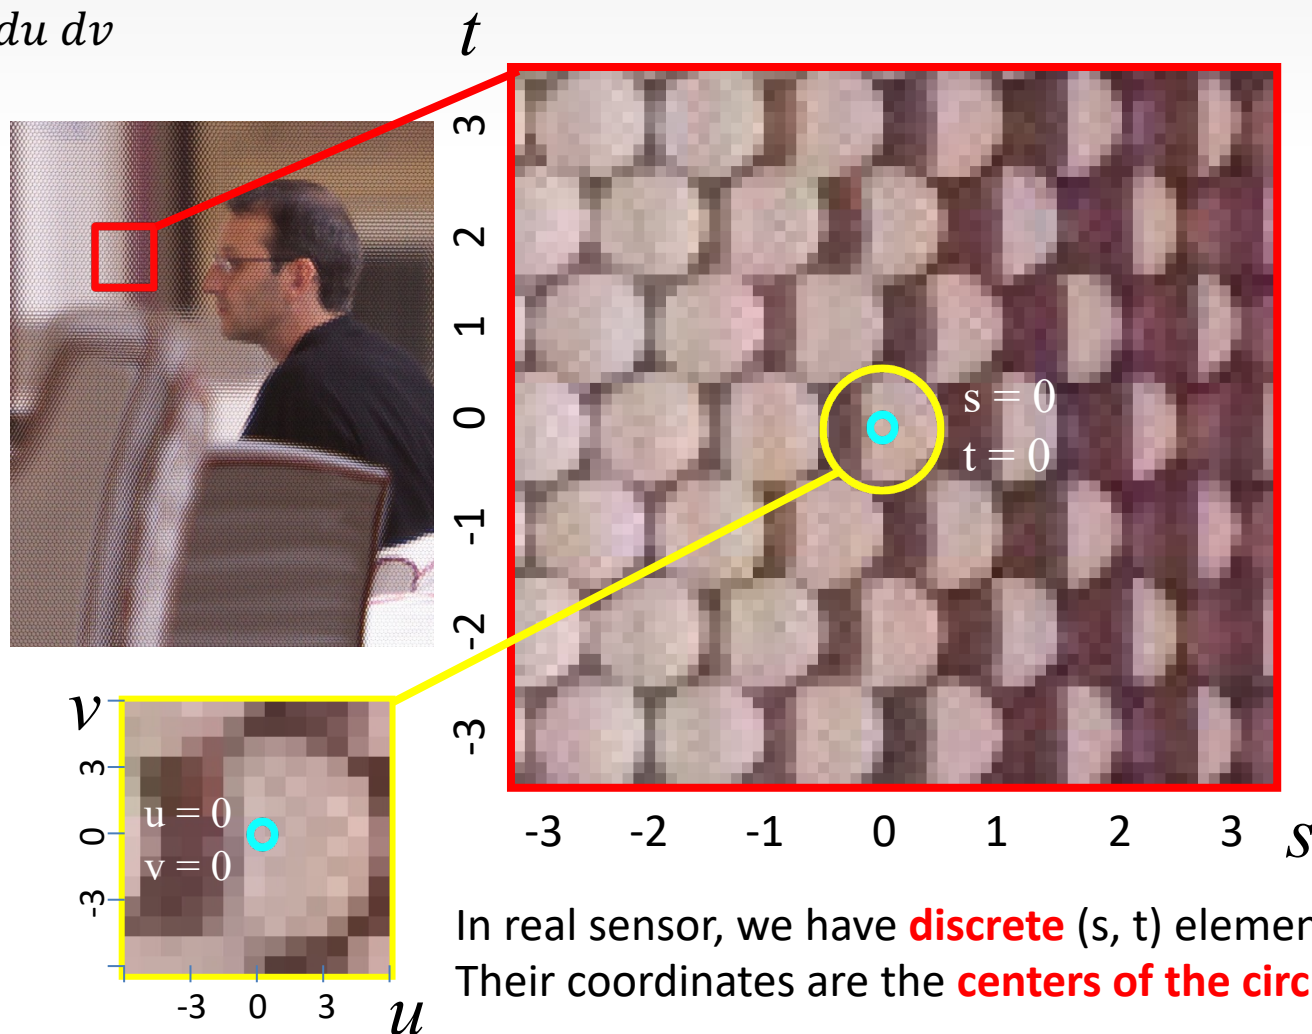 du dv
t
3
2
1
0
-1
-2
-3
s = 0
t = 0
-3 -2 -1 0 1 2 3 s
v
3
0
-3
u = 0
v = 0
-3 0 3 u
In real sensor, we have discrete (s, t) elemen
Their coordinates are the centers of the circ